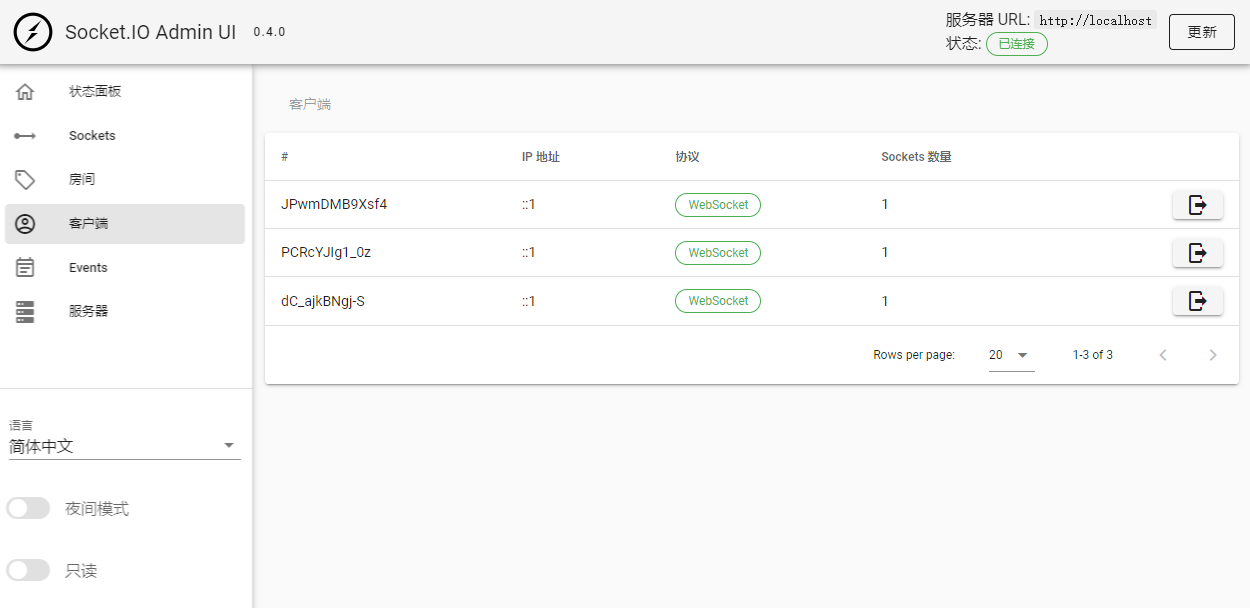 Socket.IO Admin UI 0.4.0
服务器 URL: http://localhost
状态: 已连接
更新
状态面板
Sockets
房间
客户端
Events
服务器
语言
简体中文
夜间模式
只读
客户端
# IP 地址 协议 Sockets 数量
JPwmDMB9Xsf4 ::1 WebSocket 1
PCRcYJIg1_0z ::1 WebSocket 1
dC_ajkBNgj-S ::1 WebSocket 1
Rows per page: 20 1-3 of 3